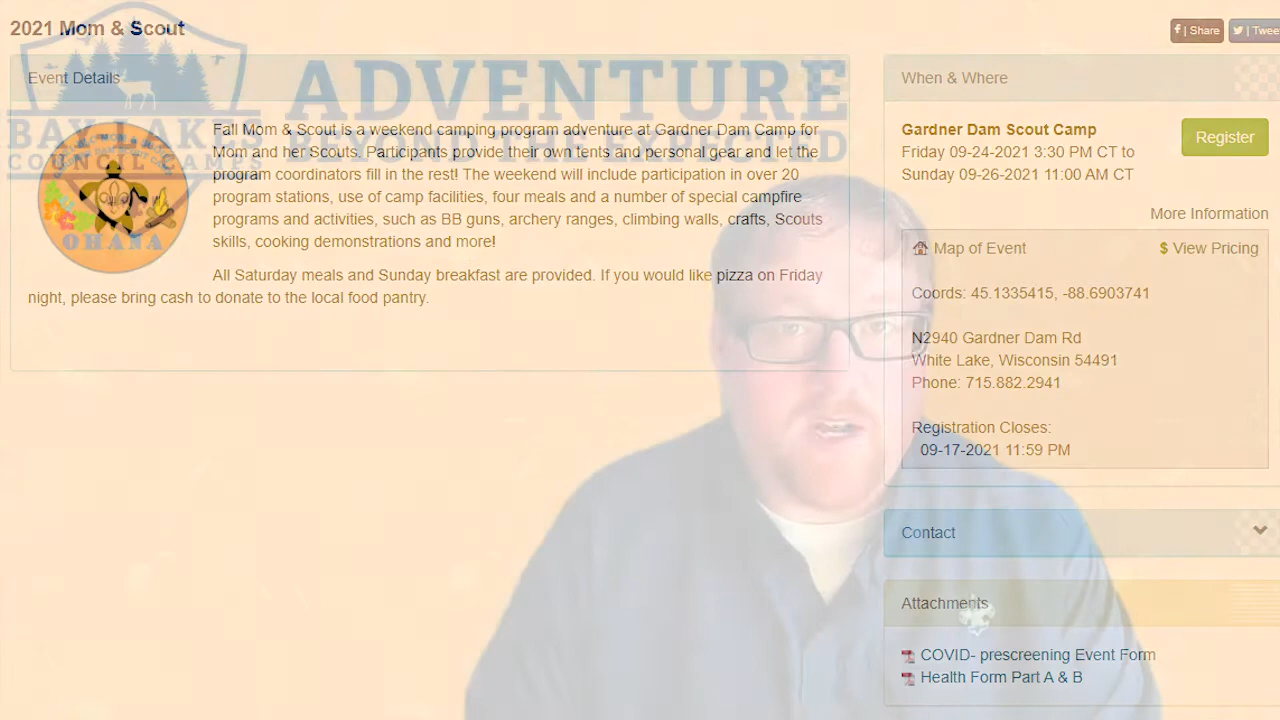 2021 Mom & Scout
Share
Twee
Event Details
ADVENTURE
BAY LAKES
COUNCIL CAMPS
BEYOND THE EXPECTED
OHANA
Fall Mom & Scout is a weekend camping program adventure at Gardner Dam Camp for
Mom and her Scouts. Participants provide their own tents and personal gear and let the
program coordinators fill in the rest! The weekend will include participation in over 20
program stations, use of camp facilities, four meals and a number of special campfire
programs and activities, such as BB guns, archery ranges, climbing walls, crafts, Scouts
skills, cooking demonstrations and more!
All Saturday meals and Sunday breakfast are provided. If you would like pizza on Friday
night, please bring cash to donate to the local food pantry.
When & Where
Gardner Dam Scout Camp
Register
Friday 09-24-2021 3:30 PM CT to
Sunday 09-26-2021 11:00 AM CT
More Information
Map of Event
$ View Pricing
Coords: 45.1335415, -88.6903741
N2940 Gardner Dam Rd
White Lake, Wisconsin 54491
Phone: 715.882.2941
Registration Closes:
09-17-2021 11:59 PM
Contact
Attachments
COVID- prescreening Event Form
Health Form Part A & B